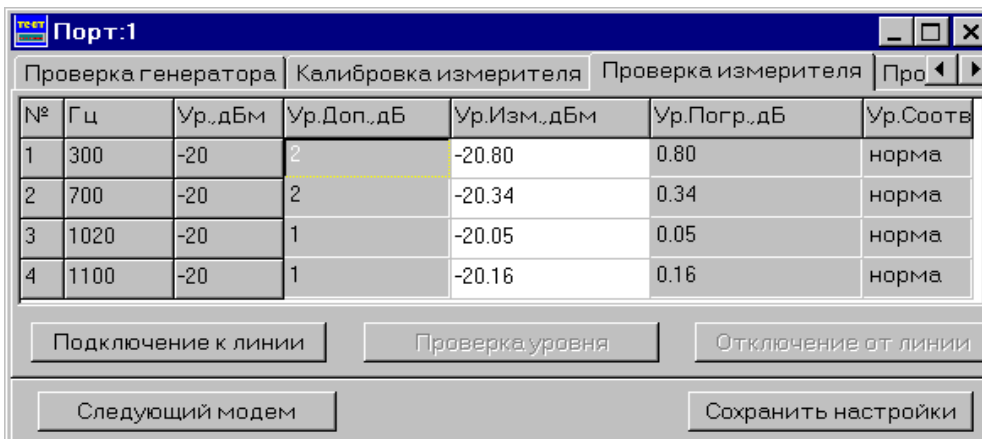 тест Порт:1
Проверка генератора Калибровка измерителя Проверка измерителя Про
№ Гц Ур.,дБм Ур.Доп.,дБ Ур.Изм.,дБм Ур.Погр.,дБ Ур.Соотв
1 300 -20 2 -20.80 0.80 норма
2 700 -20 2 -20.34 0.34 норма
3 1020 -20 1 -20.05 0.05 норма
4 1100 -20 1 -20.16 0.16 норма
Подключение к линии Проверка уровня Отключение от линии
Следующий модем Сохранить настройки